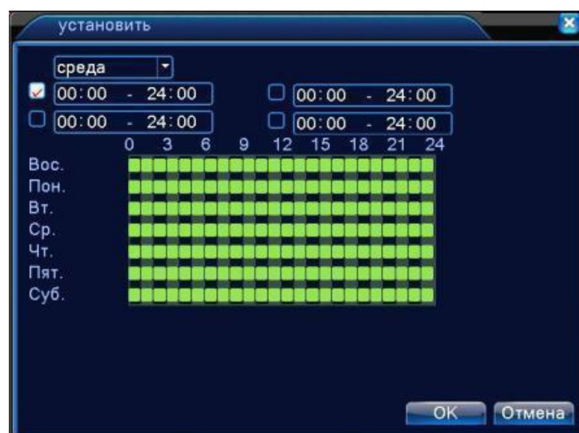 установить
среда
00:00 - 24:00 00:00 - 24:00
00:00 - 24:00 00:00 - 24:00
0 3 6 9 12 15 18 21 24
Вос.
Пон.
Вт.
Ср.
Чт.
Пят.
Суб.
OK Отмена